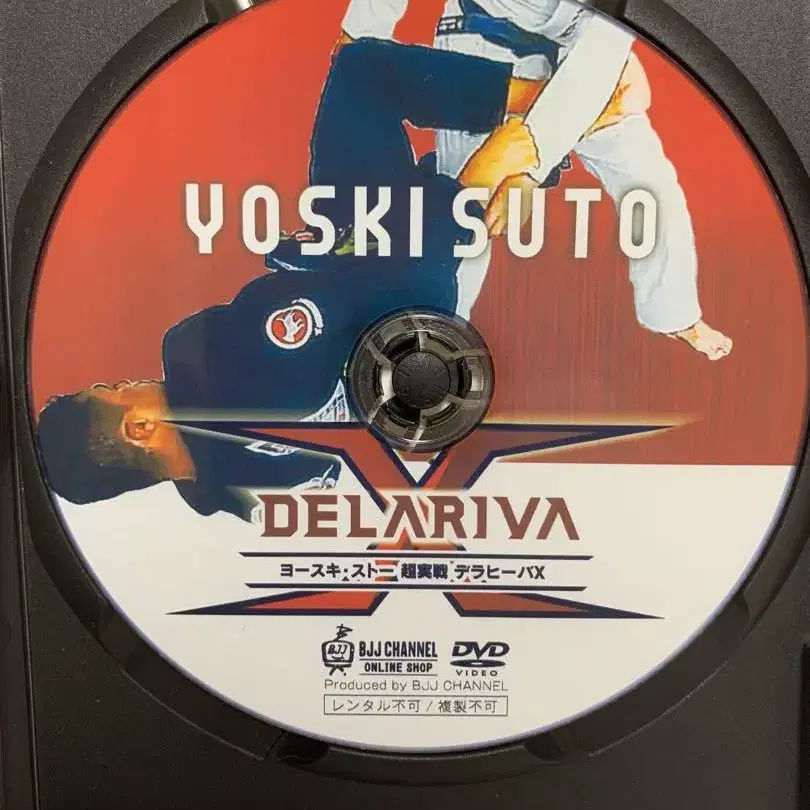 YOSKI SUTO
X
DELARIVA
ヨースキ・ストー 超実戦 デラヒーバX
BJJ
BJJ CHANNEL
ONLINE SHOP
DVD
VIDEO
Produced by BJJ CHANNEL
レンタル不可 / 複製不可